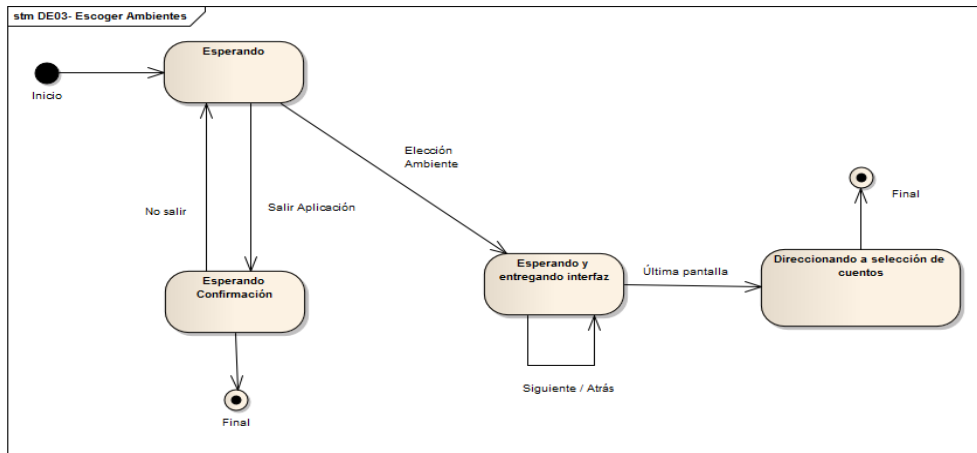 stm DE03- Escoger Ambientes
Esperando
Inicio
Elección
Ambiente
Final
No salir
Salir Aplicación
Esperando
Confirmación
Esperando y
entregando interfaz
Última pantalla
Direccionando a selección de
cuentos
Siguiente / Atrás
Final